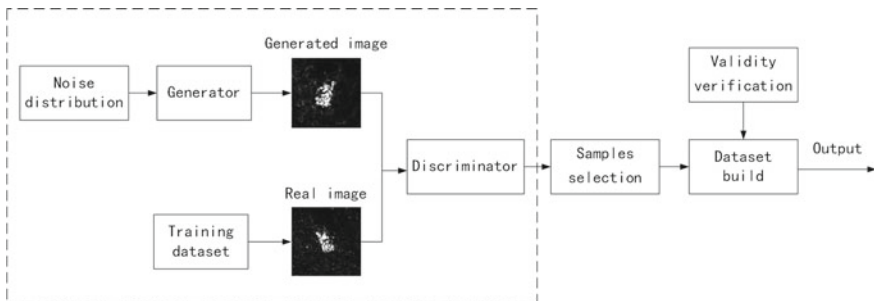 Generated image
Noise
distribution
Generator
Validity
verification
Discriminator
Samples
selection
Dataset
build
Output
Real image
Training
dataset